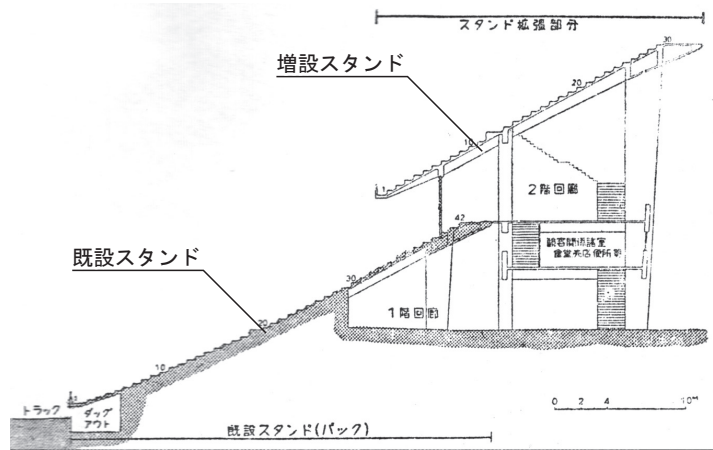 スタンド拡張部分
増設スタンド
30
20
10
1
2階回廊
42
観客関係諸室
食堂売店便所等
既設スタンド
30
1階回廊
20
10
1
トラック
ダッグ
アウト
0 2 4 10M
既設スタンド(バック)